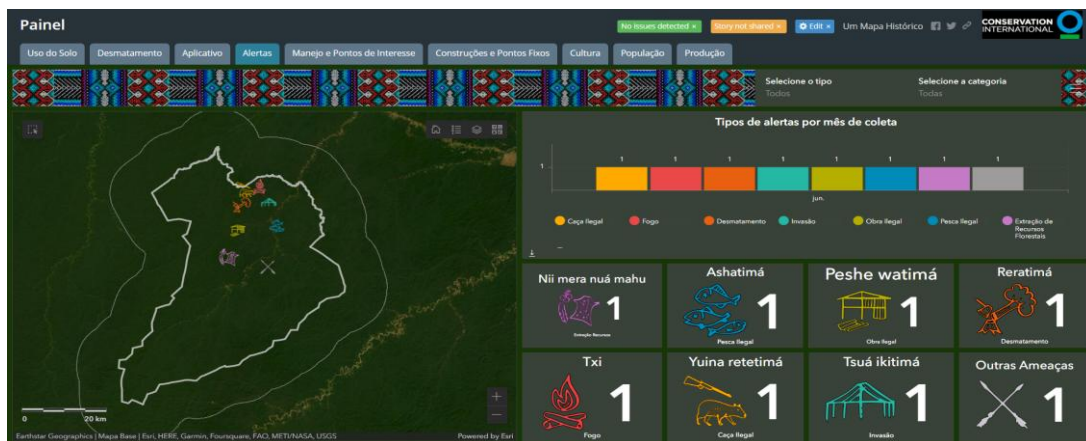 Painel
No issues detected ×
Story not shared ×
Edit ×
Um Mapa Histórico
CONSERVATION
INTERNATIONAL
Uso do Solo
Desmatamento
Aplicativo
Alertas
Manejo e Pontos de Interesse
Construções e Pontos Fixos
Cultura
População
Produção
Selecione o tipo
Todos
Selecione a categoria
Todas
Tipos de alertas por mês de coleta
1
1 1 1 1 1 1 1 1
jun.
Caça Ilegal
Fogo
Desmatamento
Invasão
Obra Ilegal
Pesca Ilegal
Extração de
Recursos
Florestais
0 20 km
Earthstar Geographics | Mapa Base | Esri, HERE, Garmin, Foursquare, FAO, METI/NASA, USGS
Powered by Esri
Nii mera nuá mahu
1
Extração Recursos
Ashatimá
1
Pesca Ilegal
Peshe watimá
1
Obra Ilegal
Reratimá
1
Desmatamento
Txi
1
Fogo
Yuina retetimá
1
Caça Ilegal
Tsuá ikitimá
1
Invasão
Outras Ameaças
1